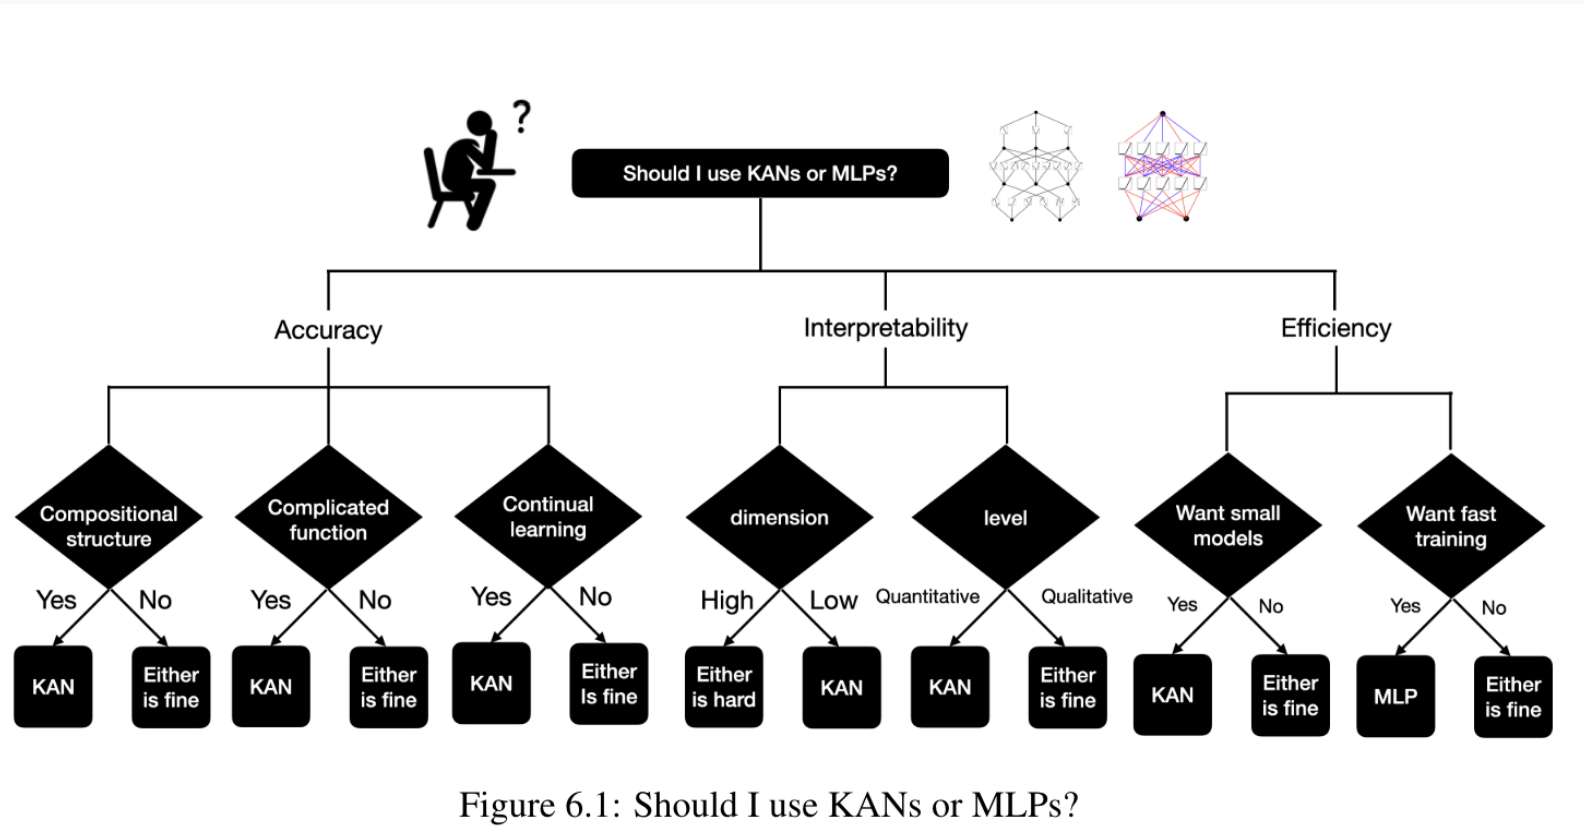 ?
Should I use KANs or MLPs?
Accuracy
Interpretability
Efficiency
Compositional
structure
Complicated
function
Continual
learning
dimension
level
Want small
models
Want fast
training
Yes
No
Yes
No
Yes
No
High
Low
Quantitative
Qualitative
Yes
No
Yes
No
KAN
Either
is fine
KAN
Either
is fine
KAN
Either
Is fine
Either
is hard
KAN
KAN
Either
is fine
KAN
Either
is fine
MLP
Either
is fine
Figure 6.1: Should I use KANs or MLPs?